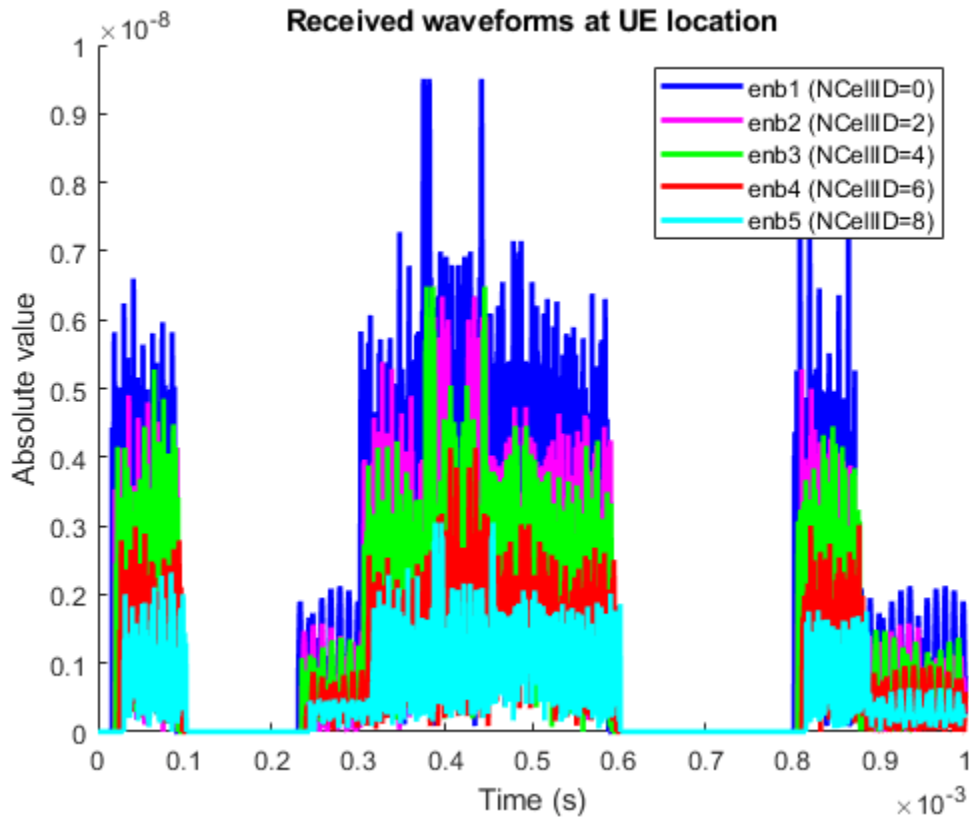 Received waveforms at UE location
×10⁻⁸
1
0.9
0.8
0.7
0.6
0.5
0.4
0.3
0.2
0.1
0
Absolute value
enb1 (NCellID=0)
enb2 (NCellID=2)
enb3 (NCellID=4)
enb4 (NCellID=6)
enb5 (NCellID=8)
0 0.1 0.2 0.3 0.4 0.5 0.6 0.7 0.8 0.9 1
Time (s)
×10⁻³